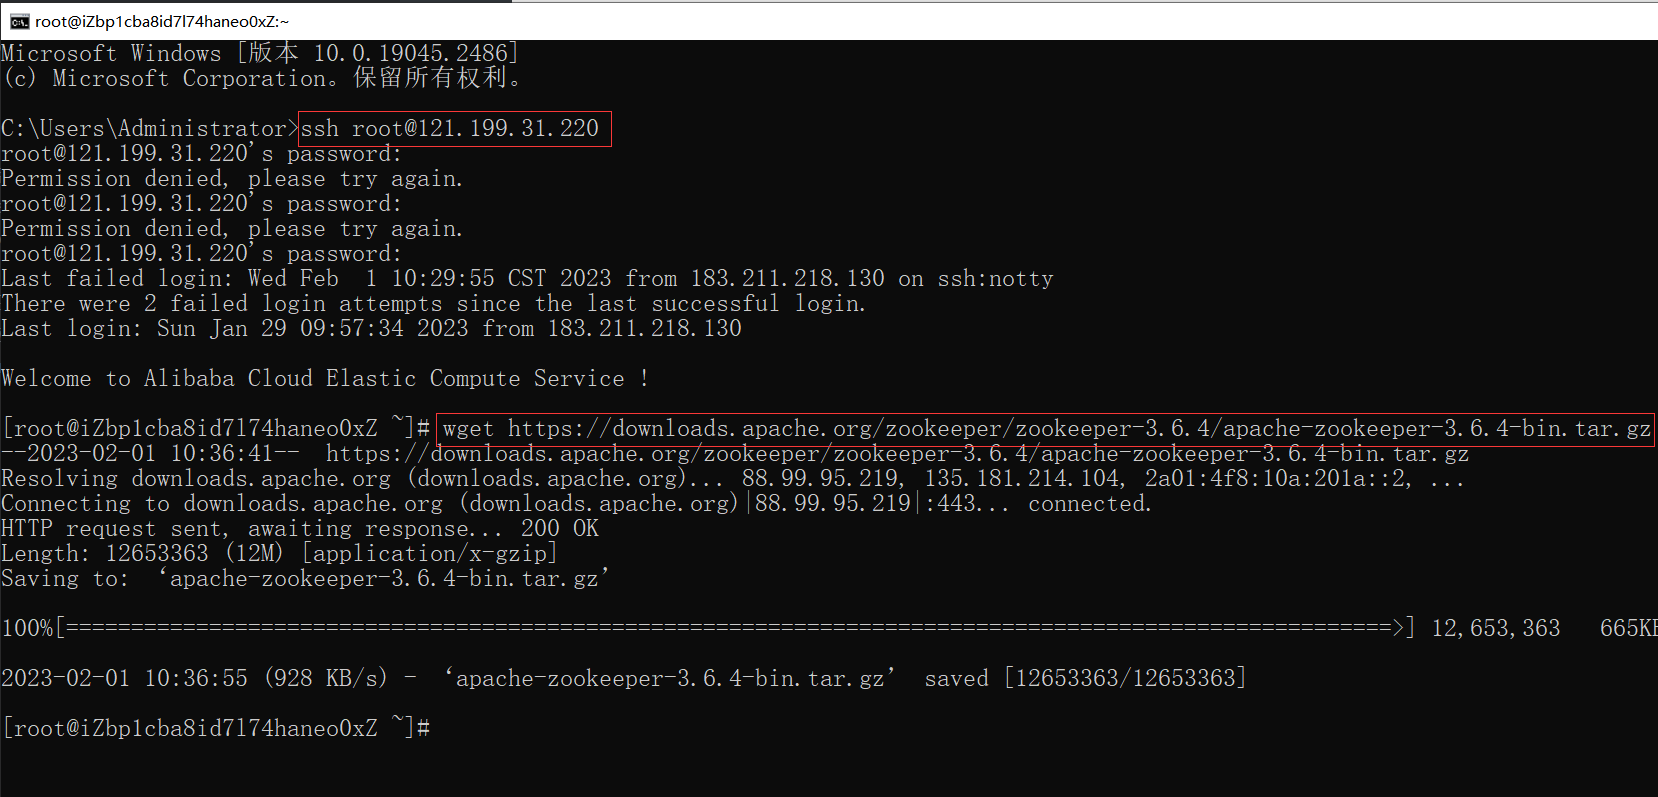 root@iZbp1cba8id7l74haneo0xZ:~
Microsoft Windows [版本 10.0.19045.2486]
(c) Microsoft Corporation。保留所有权利。
C:\Users\Administrator>ssh root@121.199.31.220
root@121.199.31.220's password:
Permission denied, please try again.
root@121.199.31.220's password:
Permission denied, please try again.
root@121.199.31.220's password:
Last failed login: Wed Feb  1 10:29:55 CST 2023 from 183.211.218.130 on ssh:notty
There were 2 failed login attempts since the last successful login.
Last login: Sun Jan 29 09:57:34 2023 from 183.211.218.130
Welcome to Alibaba Cloud Elastic Compute Service !
[root@iZbp1cba8id7l74haneo0xZ ~]# wget https://downloads.apache.org/zookeeper/zookeeper-3.6.4/apache-zookeeper-3.6.4-bin.tar.gz
--2023-02-01 10:36:41--  https://downloads.apache.org/zookeeper/zookeeper-3.6.4/apache-zookeeper-3.6.4-bin.tar.gz
Resolving downloads.apache.org (downloads.apache.org)... 88.99.95.219, 135.181.214.104, 2a01:4f8:10a:201a::2, ...
Connecting to downloads.apache.org (downloads.apache.org)|88.99.95.219|:443... connected.
HTTP request sent, awaiting response... 200 OK
Length: 12653363 (12M) [application/x-gzip]
Saving to: ‘apache-zookeeper-3.6.4-bin.tar.gz’
100%[======================================================================================================>] 12,653,363   665KB
2023-02-01 10:36:55 (928 KB/s) - ‘apache-zookeeper-3.6.4-bin.tar.gz’ saved [12653363/12653363]
[root@iZbp1cba8id7l74haneo0xZ ~]#